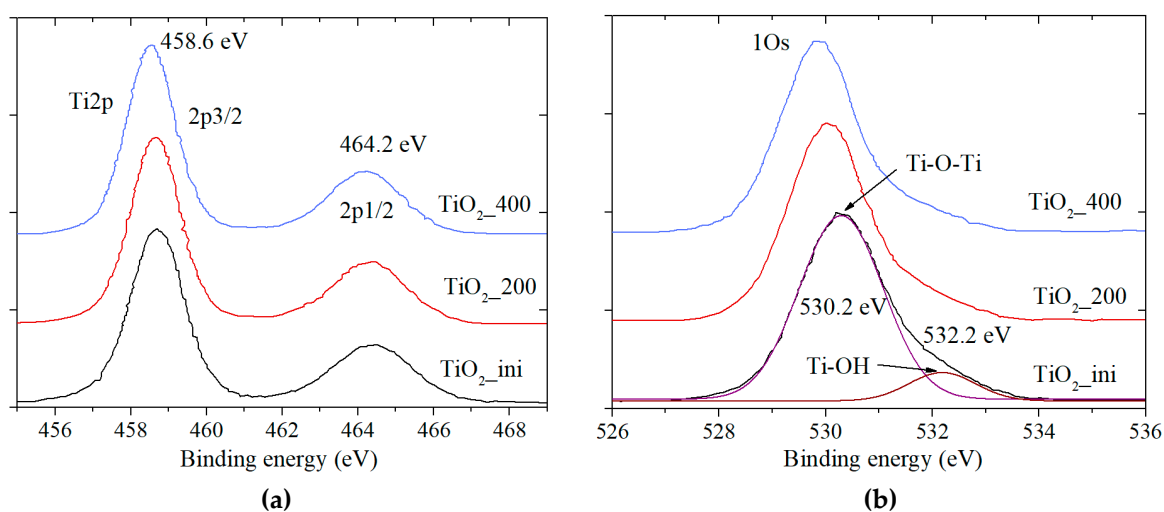 458.6 eV
Ti2p
2p3/2
464.2 eV
2p1/2
TiO2_400
TiO2_200
TiO2_ini
456 458 460 462 464 466 468
Binding energy (eV)
(a)
1Os
Ti-O-Ti
TiO2_400
530.2 eV
TiO2_200
532.2 eV
Ti-OH
TiO2_ini
526 528 530 532 534 536
Binding energy (eV)
(b)